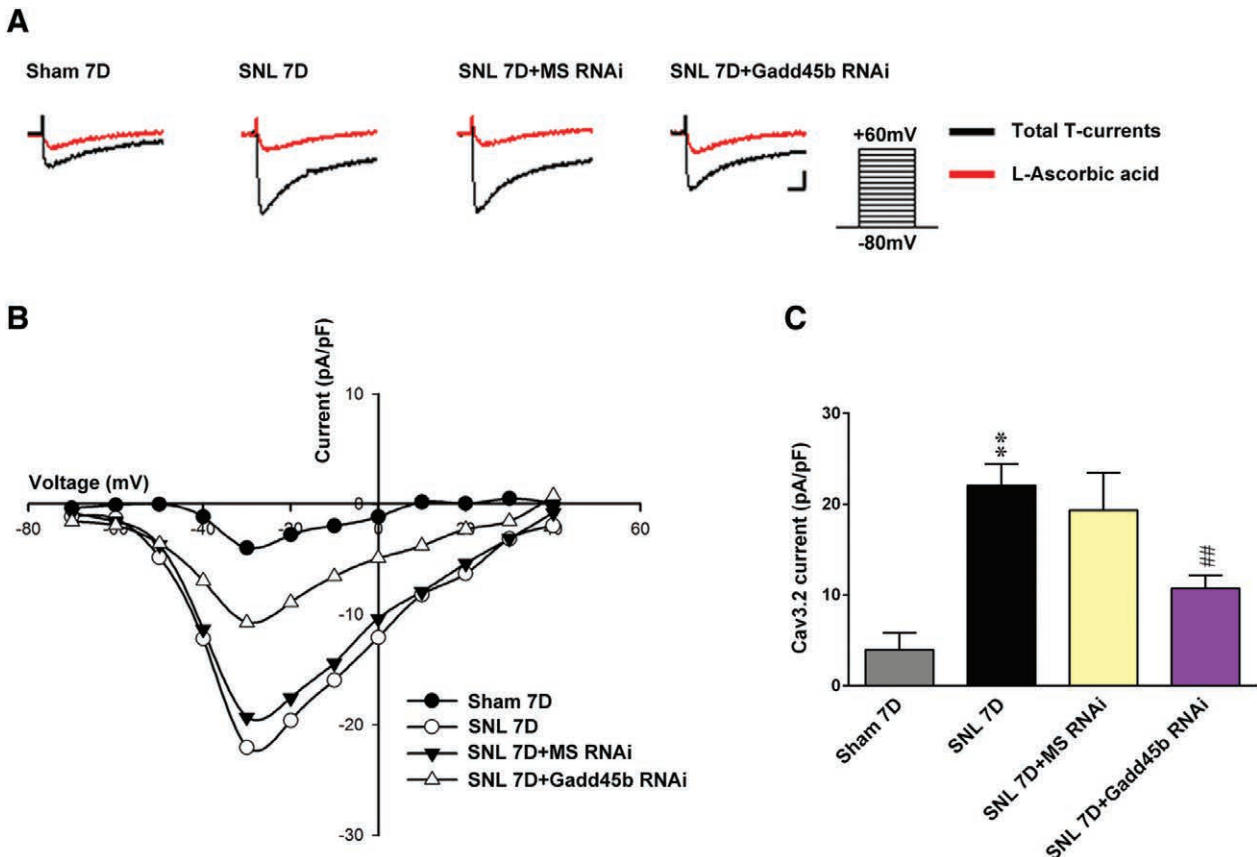 A
Sham 7D
SNL 7D
SNL 7D+MS RNAi
SNL 7D+Gadd45b RNAi
+60mV
-80mV
Total T-currents
L-Ascorbic acid
B
Current (pA/pF)
Voltage (mV)
10
0
-10
-20
-30
-80
-60
-40
-20
0
20
40
60
Sham 7D
SNL 7D
SNL 7D+MS RNAi
SNL 7D+Gadd45b RNAi
C
Cav3.2 current (pA/pF)
30
20
10
0
**
##
Sham 7D
SNL 7D
SNL 7D+MS RNAi
SNL 7D+Gadd45b RNAi